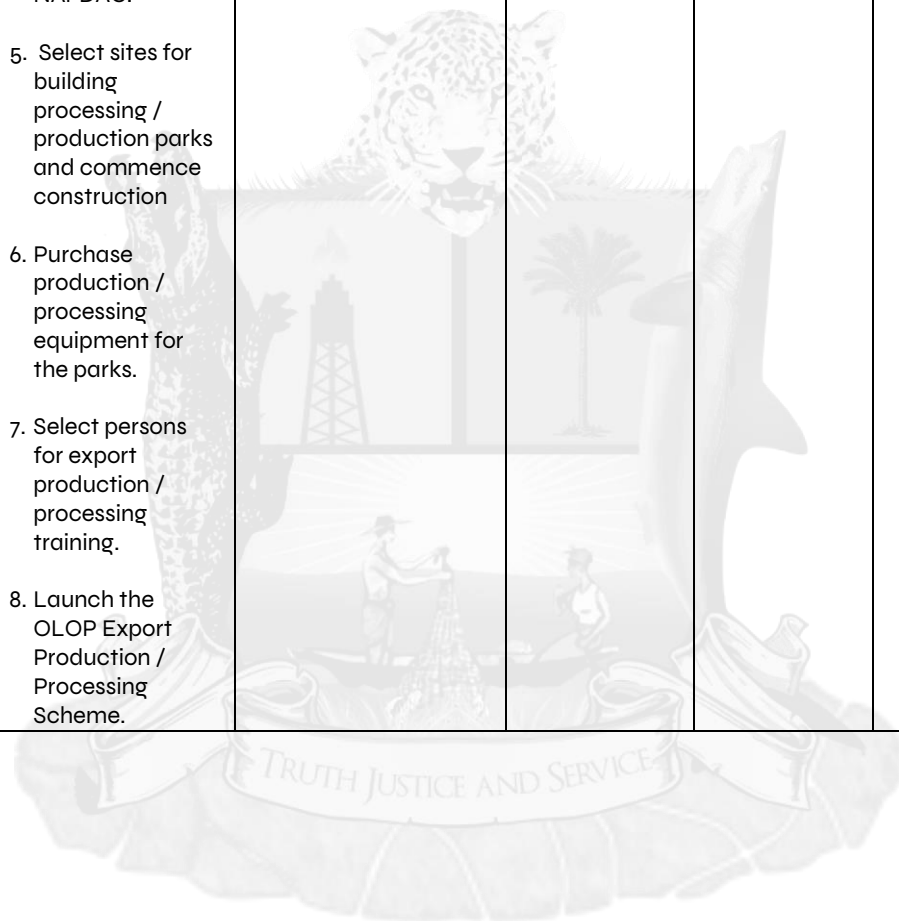 5. Select sites for
building
processing /
production parks
and commence
construction
6. Purchase
production /
processing
equipment for
the parks.
7. Select persons
for export
production /
processing
training.
8. Launch the
OLOP Export
Production /
Processing
Scheme.
TRUTH JUSTICE AND SERVICE